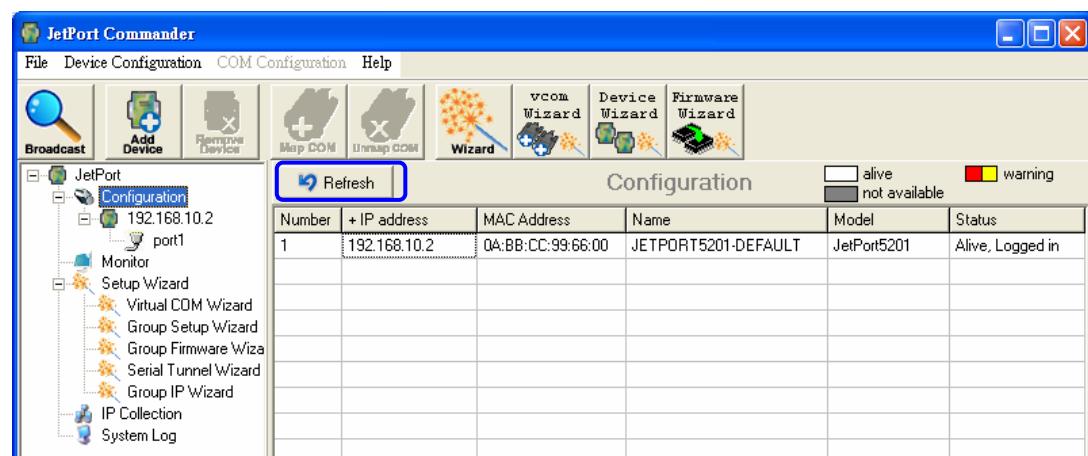 JetPort Commander
File Device Configuration COM Configuration Help
Broadcast Add Device Remove Device Map COM Unmap COM Wizard vcom Wizard Device Wizard Firmware Wizard
JetPort
Configuration
192.168.10.2
port1
Monitor
Setup Wizard
Virtual COM Wizard
Group Setup Wizard
Group Firmware Wiza
Serial Tunnel Wizard
Group IP Wizard
IP Collection
System Log
Refresh Configuration alive warning
not available
Number + IP address MAC Address Name Model Status
1 192.168.10.2 0A:BB:CC:99:66:00 JETPORT5201-DEFAULT JetPort5201 Alive, Logged in